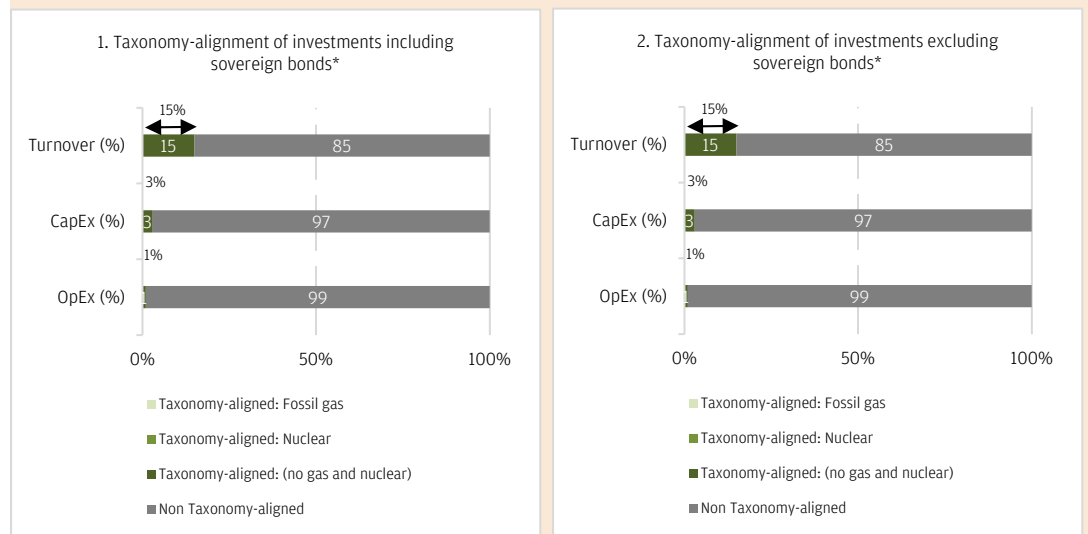 1. Taxonomy-alignment of investments including
sovereign bonds*
15%
Turnover (%)
15
85
3%
CapEx (%)
3
97
1%
OpEx (%)
1
99
0%
50%
100%
Taxonomy-aligned: Fossil gas
Taxonomy-aligned: Nuclear
Taxonomy-aligned: (no gas and nuclear)
Non Taxonomy-aligned
2. Taxonomy-alignment of investments excluding
sovereign bonds*
15%
Turnover (%)
15
85
3%
CapEx (%)
3
97
1%
OpEx (%)
1
99
0%
50%
100%
Taxonomy-aligned: Fossil gas
Taxonomy-aligned: Nuclear
Taxonomy-aligned: (no gas and nuclear)
Non Taxonomy-aligned